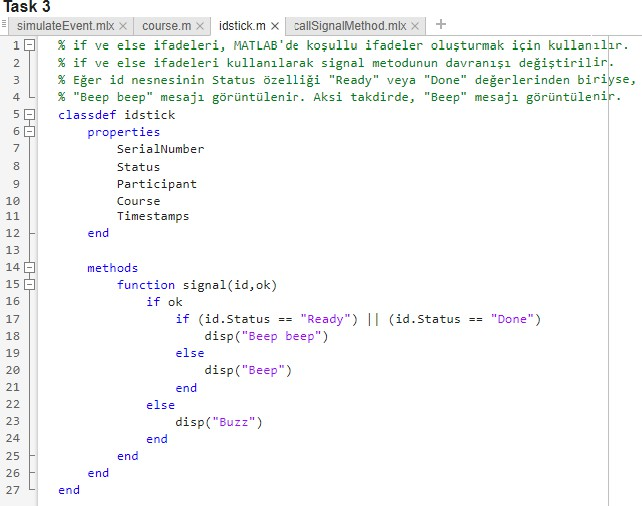 Task 3
simulateEvent.mlx × course.m × idstick.m × callSignalMethod.mlx × +
1 % if ve else ifadeleri, MATLAB'de koşullu ifadeler oluşturmak için kullanılır.
2 % if ve else ifadeleri kullanılarak signal metodunun davranışı değiştirilir.
3 % Eğer id nesnesinin Status özelliği "Ready" veya "Done" değerlerinden biriyse,
4 % "Beep beep" mesajı görüntülenir. Aksi takdirde, "Beep" mesajı görüntülenir.
5 classdef idstick
6 properties
7 SerialNumber
8 Status
9 Participant
10 Course
11 Timestamps
12 end
13
14 methods
15 function signal(id,ok)
16 if ok
17 if (id.Status == "Ready") || (id.Status == "Done")
18 disp("Beep beep")
19 else
20 disp("Beep")
21 end
22 else
23 disp("Buzz")
24 end
25 end
26 end
27 end